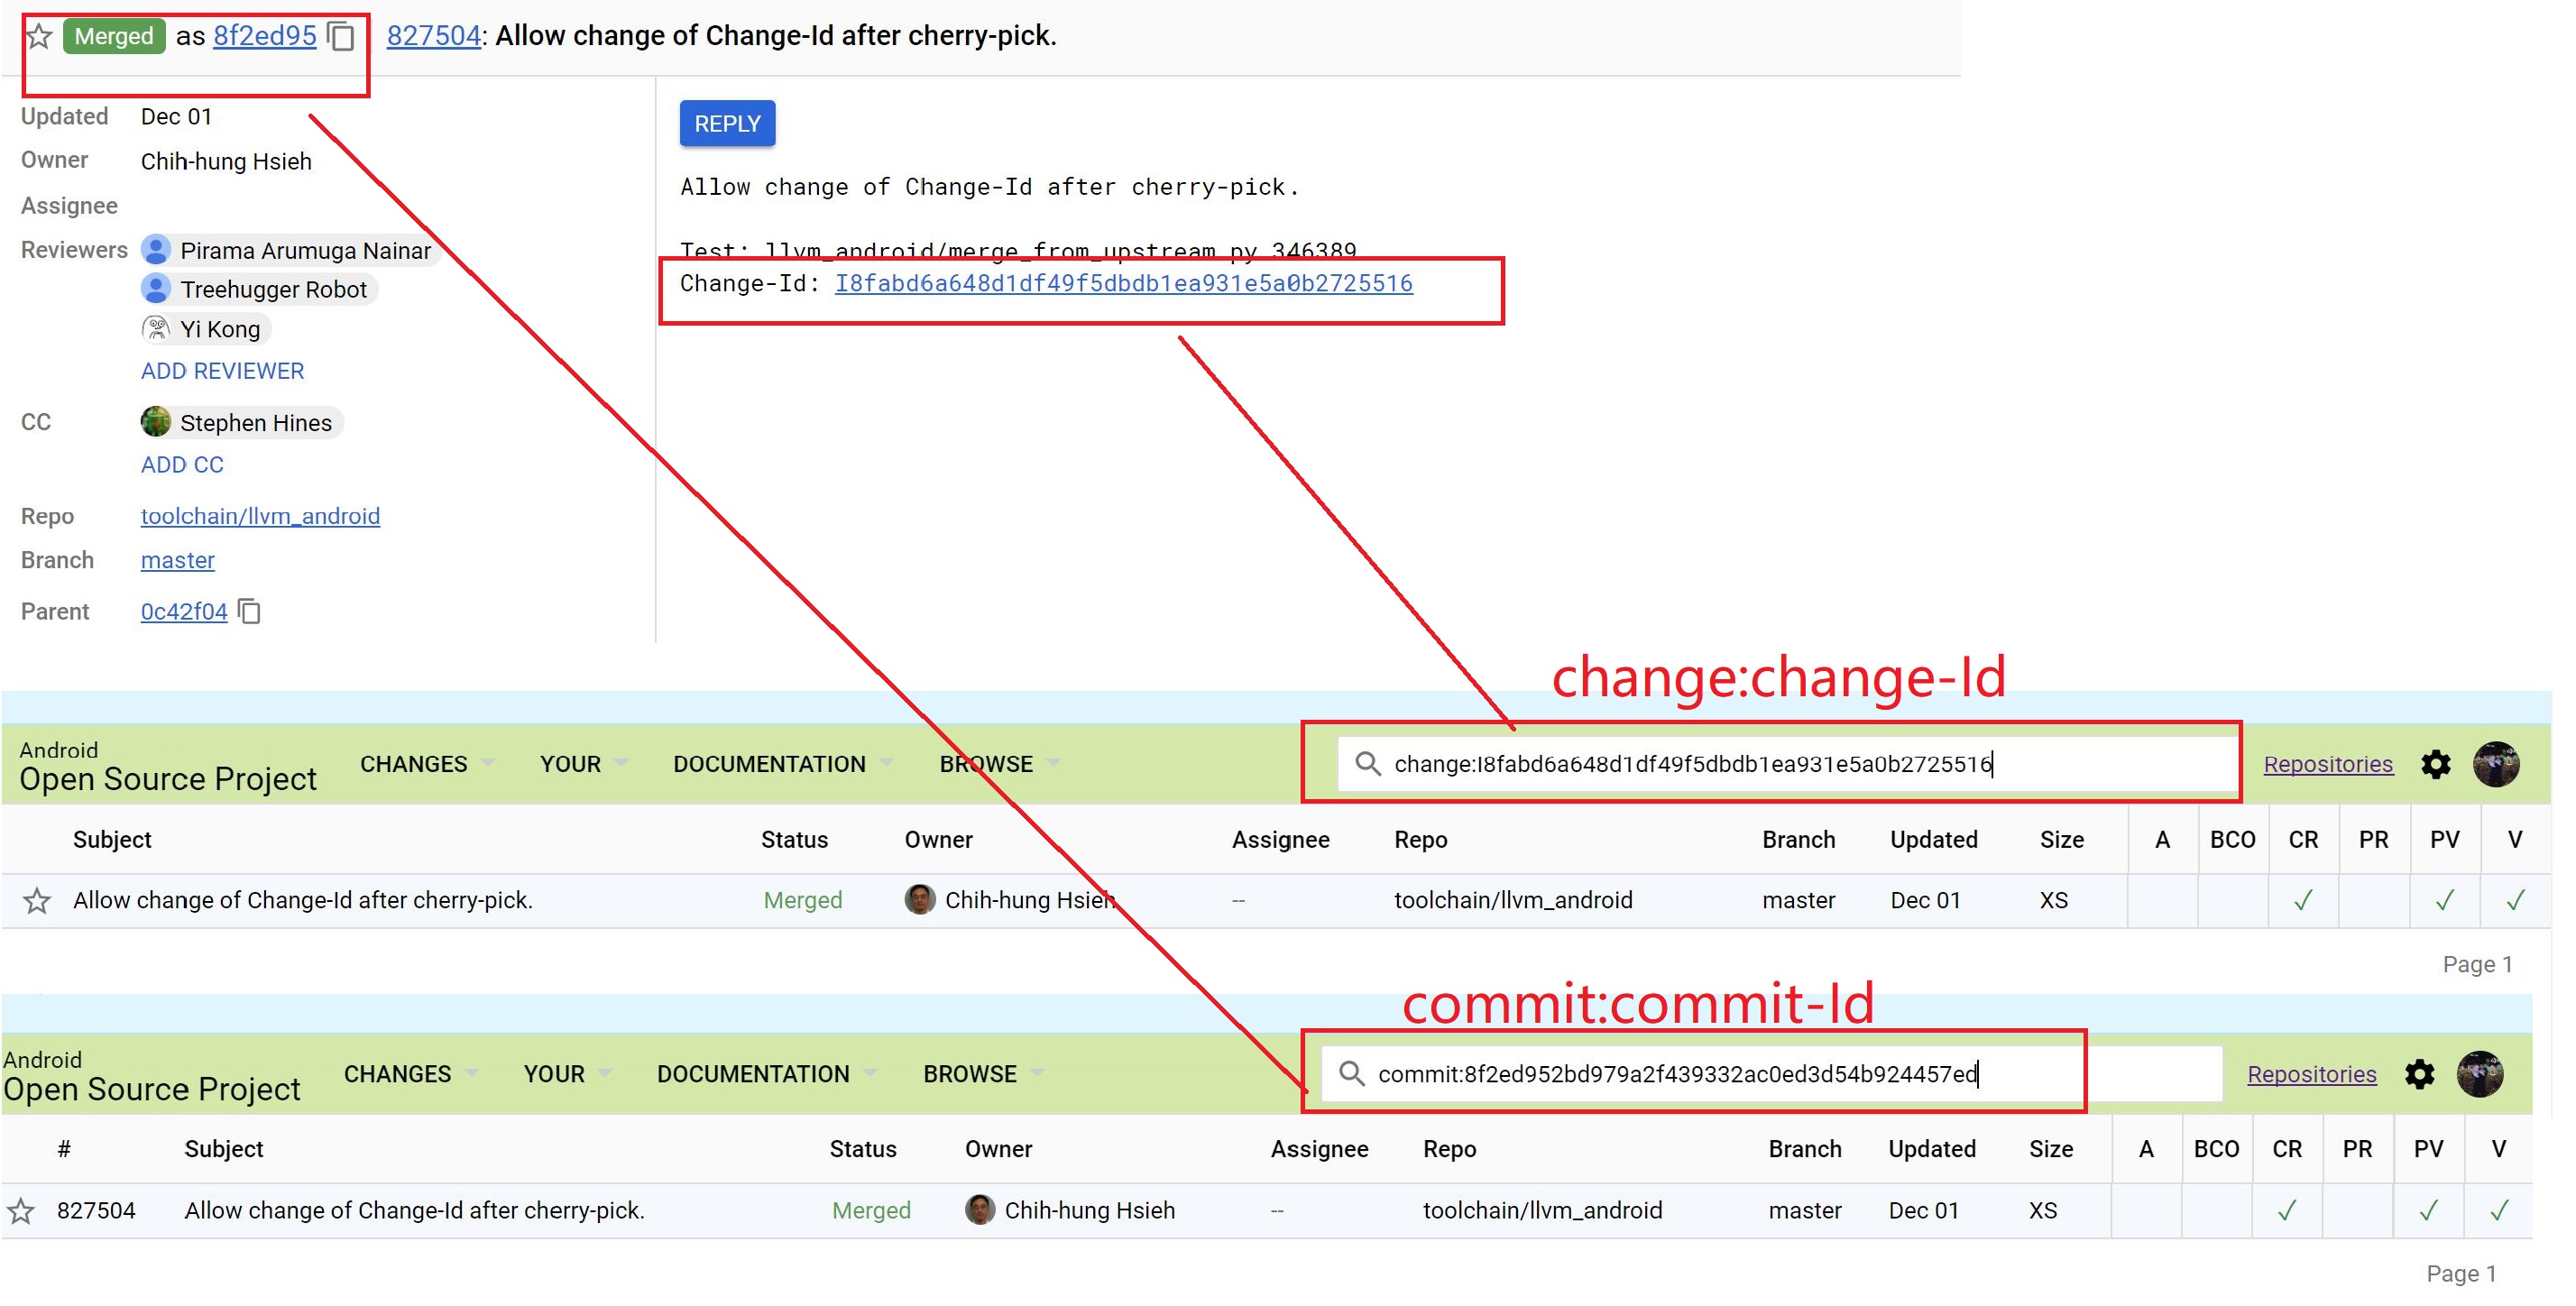 Merged as 8f2ed95 827504: Allow change of Change-Id after cherry-pick.
Updated Dec 01
Owner Chih-hung Hsieh
Assignee
Reviewers Pirama Arumuga Nainar
Treehugger Robot
Yi Kong
ADD REVIEWER
CC Stephen Hines
ADD CC
Repo toolchain/llvm_android
Branch master
Parent 0c42f04
REPLY
Allow change of Change-Id after cherry-pick.
Test: llvm_android/merge_from_upstream.py 346389
Change-Id: I8fabd6a648d1df49f5dbdb1ea931e5a0b2725516
change:change-Id
Android
Open Source Project CHANGES YOUR DOCUMENTATION BROWSE change:I8fabd6a648d1df49f5dbdb1ea931e5a0b2725516 Repositories
Subject Status Owner Assignee Repo Branch Updated Size A BCO CR PR PV V
Allow change of Change-Id after cherry-pick. Merged Chih-hung Hsieh -- toolchain/llvm_android master Dec 01 XS ✓ ✓ ✓
Page 1
commit:commit-Id
Android
Open Source Project CHANGES YOUR DOCUMENTATION BROWSE commit:8f2ed952bd979a2f439332ac0ed3d54b924457ed Repositories
# Subject Status Owner Assignee Repo Branch Updated Size A BCO CR PR PV V
827504 Allow change of Change-Id after cherry-pick. Merged Chih-hung Hsieh -- toolchain/llvm_android master Dec 01 XS ✓ ✓ ✓
Page 1